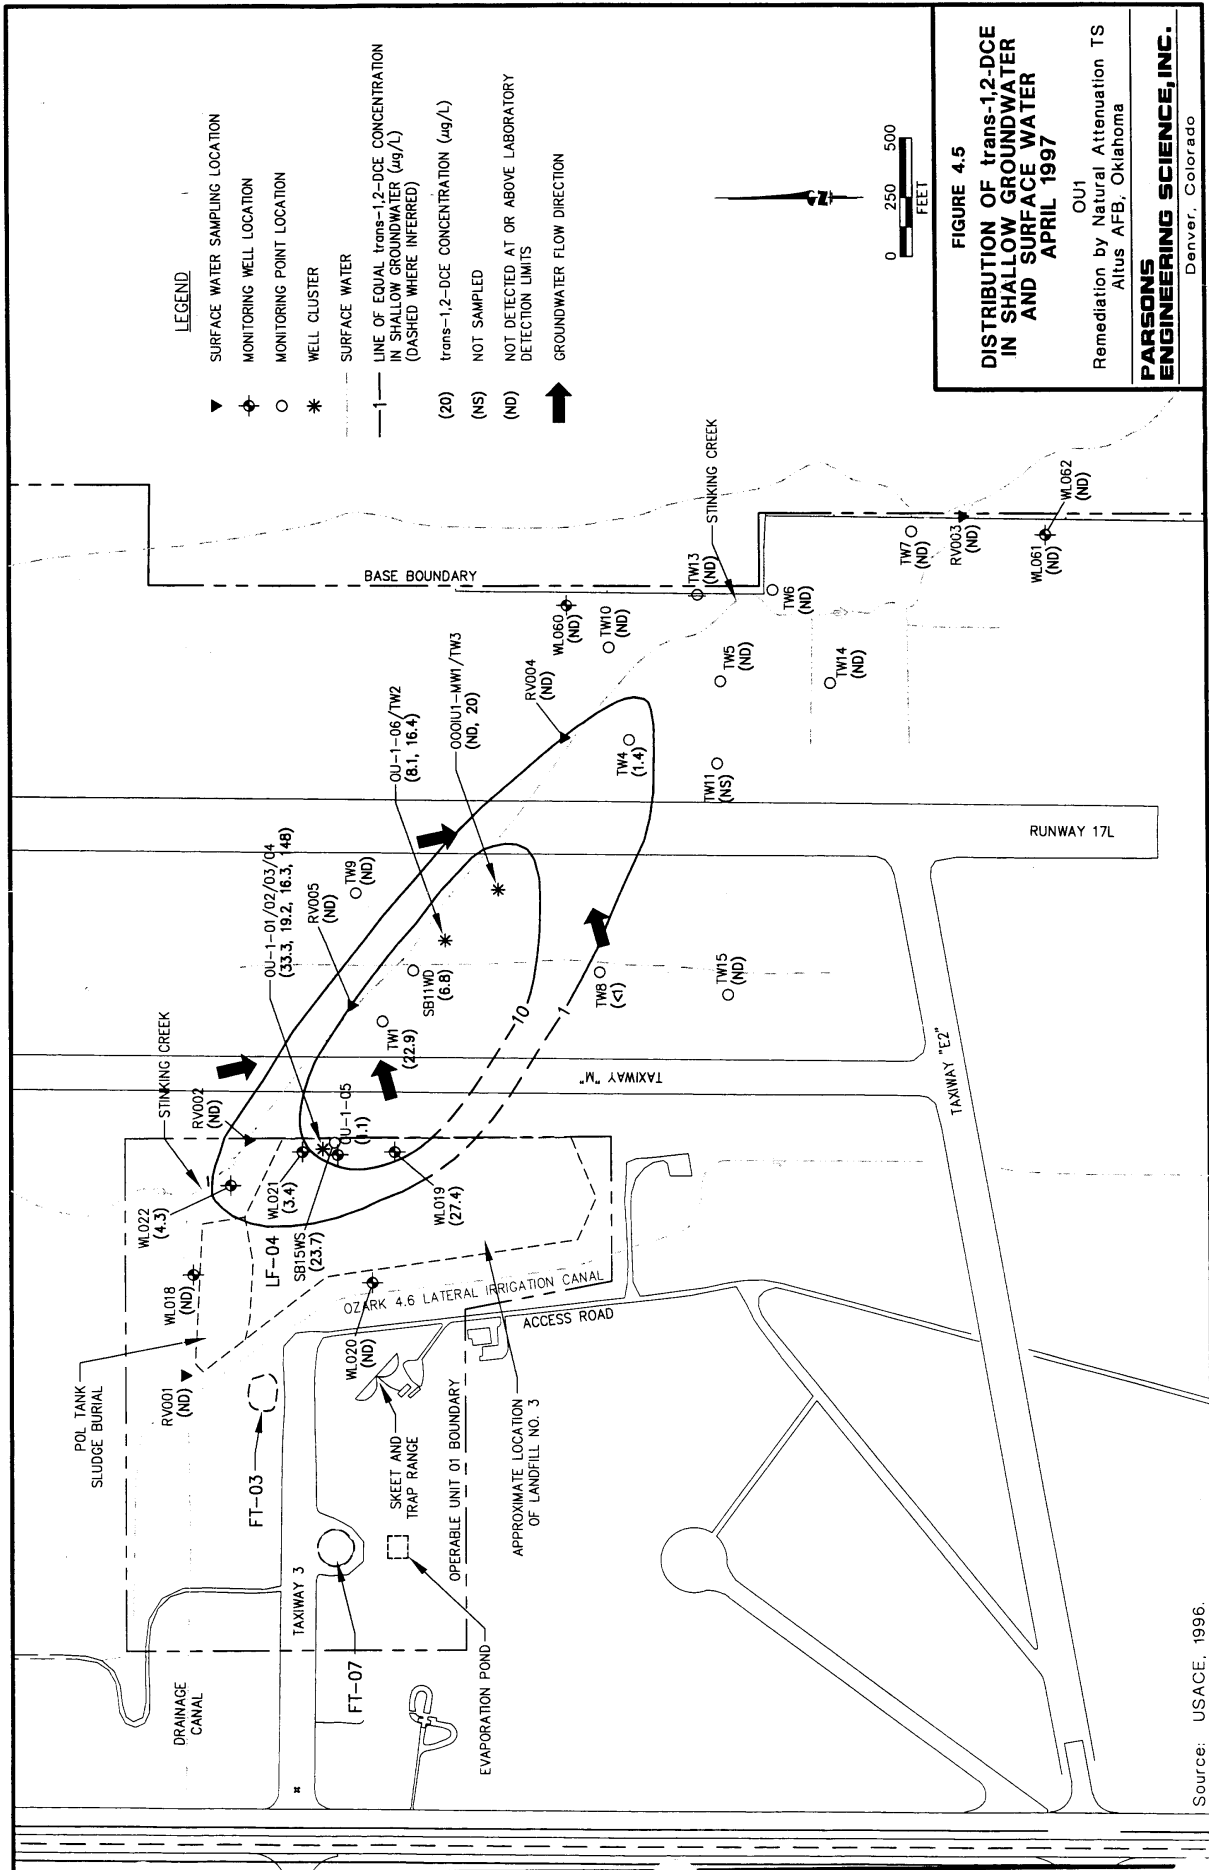 LEGEND
SURFACE WATER SAMPLING LOCATION
MONITORING WELL LOCATION
MONITORING POINT LOCATION
WELL CLUSTER
SURFACE WATER
1
LINE OF EQUAL trans-1,2-DCE CONCENTRATION
IN SHALLOW GROUNDWATER (ug/L)
(DASHED WHERE INFERRED)
(20)
trans-1,2-DCE CONCENTRATION (ug/L)
(NS)
NOT SAMPLED
(ND)
NOT DETECTED AT OR ABOVE LABORATORY
DETECTION LIMITS
GROUNDWATER FLOW DIRECTION
N
0 250 500
FEET
FIGURE 4.5
DISTRIBUTION OF trans-1,2-DCE
IN SHALLOW GROUNDWATER
AND SURFACE WATER
APRIL 1997
OU1
Remediation by Natural Attenuation TS
Altus AFB, Oklahoma
PARSONS
ENGINEERING SCIENCE, INC.
Denver, Colorado
DRAINAGE
CANAL
POL TANK
SLUDGE BURIAL
RV001
(ND)
WL018
(ND)
WL022
(4.3)
STINKING CREEK
RV002
(ND)
FT-03
LF-04
WL021
(3.4)
SB15WS
(23.7)
OU-1-01/02/03/04
(33.3, 19.2, 16.3, 148)
RV005
(ND)
TW9
(ND)
OU-1-06/TW2
(8.1, 16.4)
OOOIU1-MW1/TW3
(ND, 20)
BASE BOUNDARY
TAXIWAY 3
FT-07
WL020
(ND)
OZARK 4.6 LATERAL IRRIGATION CANAL
OU-1-05
(1.1)
TW1
(22.9)
SB11WD
(6.8)
WL019
(27.4)
SKEET AND
TRAP RANGE
OPERABLE UNIT 01 BOUNDARY
EVAPORATION POND
ACCESS ROAD
APPROXIMATE LOCATION
OF LANDFILL NO. 3
1
10
1
RV004
(ND)
WL060
(ND)
TW10
(ND)
TW13
(ND)
STINKING CREEK
TW8
(<1)
TW4
(1.4)
TAXIWAY "M"
TW15
(ND)
TW11
(NS)
TW5
(ND)
TW6
(ND)
TW14
(ND)
TW7
(ND)
RV003
(ND)
WL061
(ND)
WL062
(ND)
TAXIWAY "E2"
RUNWAY 17L
Source: USACE, 1996.